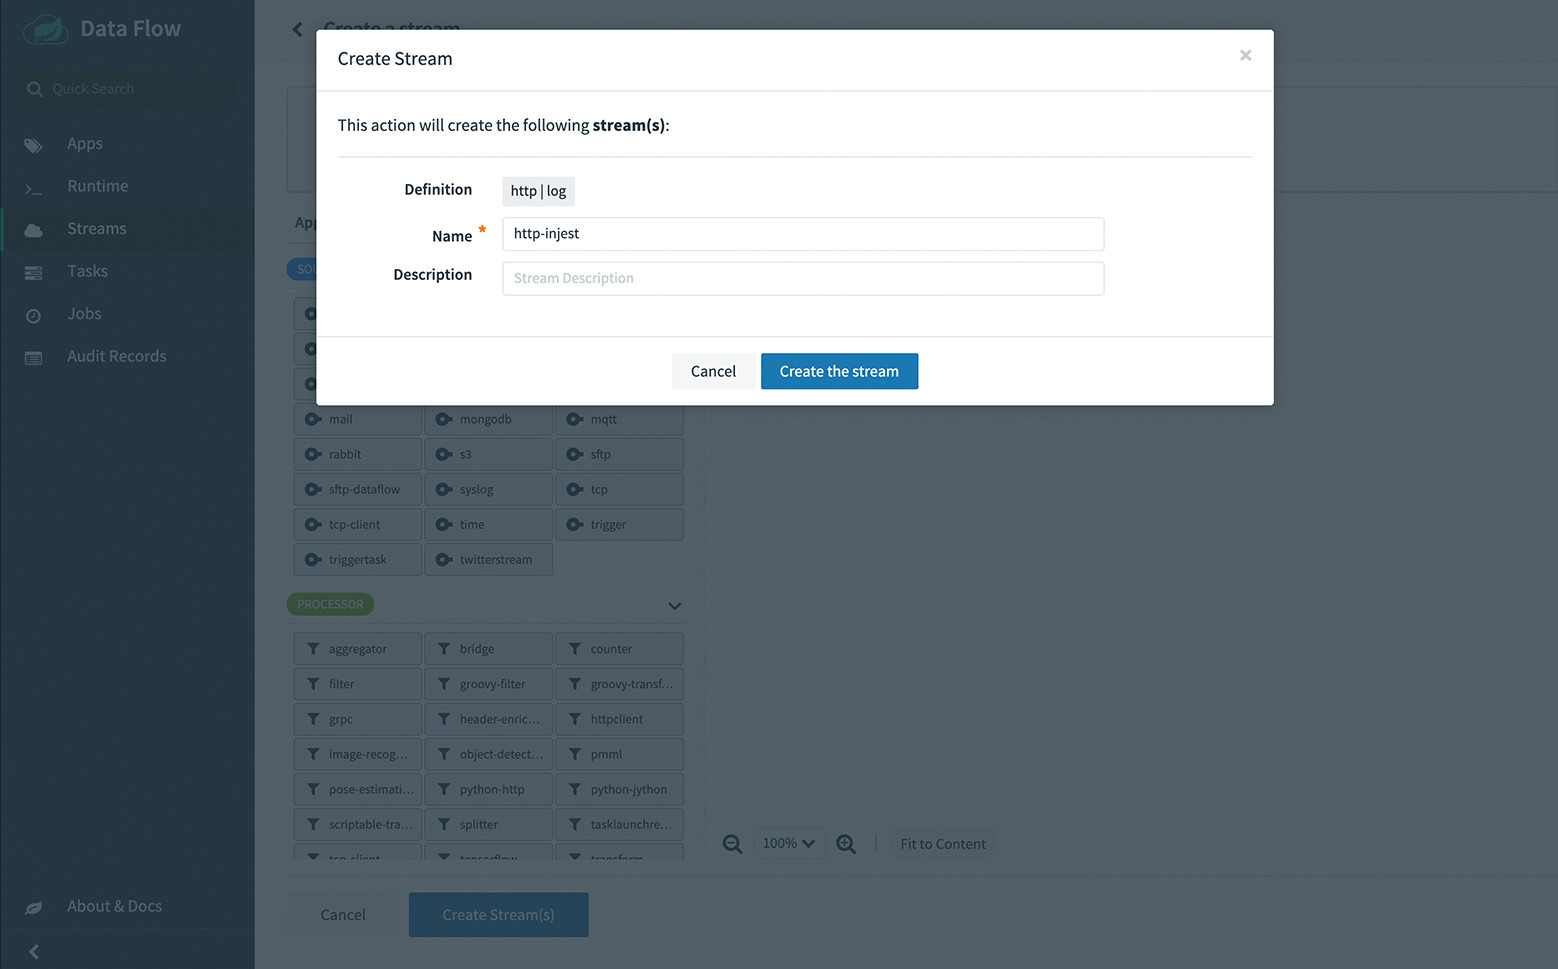 Data Flow
Quick Search
Apps
Runtime
Streams
Tasks
Jobs
Audit Records
About & Docs
Create a stream
Create Stream
×
This action will create the following stream(s):
Definition
http | log
Name *
http-injest
Description
Stream Description
Cancel
Create the stream
App
SOU
mail
mongodb
mqtt
rabbit
s3
sftp
sftp-dataflow
syslog
tcp
tcp-client
time
trigger
triggertask
twitterstream
PROCESSOR
aggregator
bridge
counter
filter
groovy-filter
groovy-transf...
grpc
header-enric...
httpclient
image-recog...
object-detect...
pmml
pose-estimati...
python-http
python-jython
scriptable-tra...
splitter
tasklaunchre...
tcp-client
tensorflow
transform
100%
Fit to Content
Cancel
Create Stream(s)